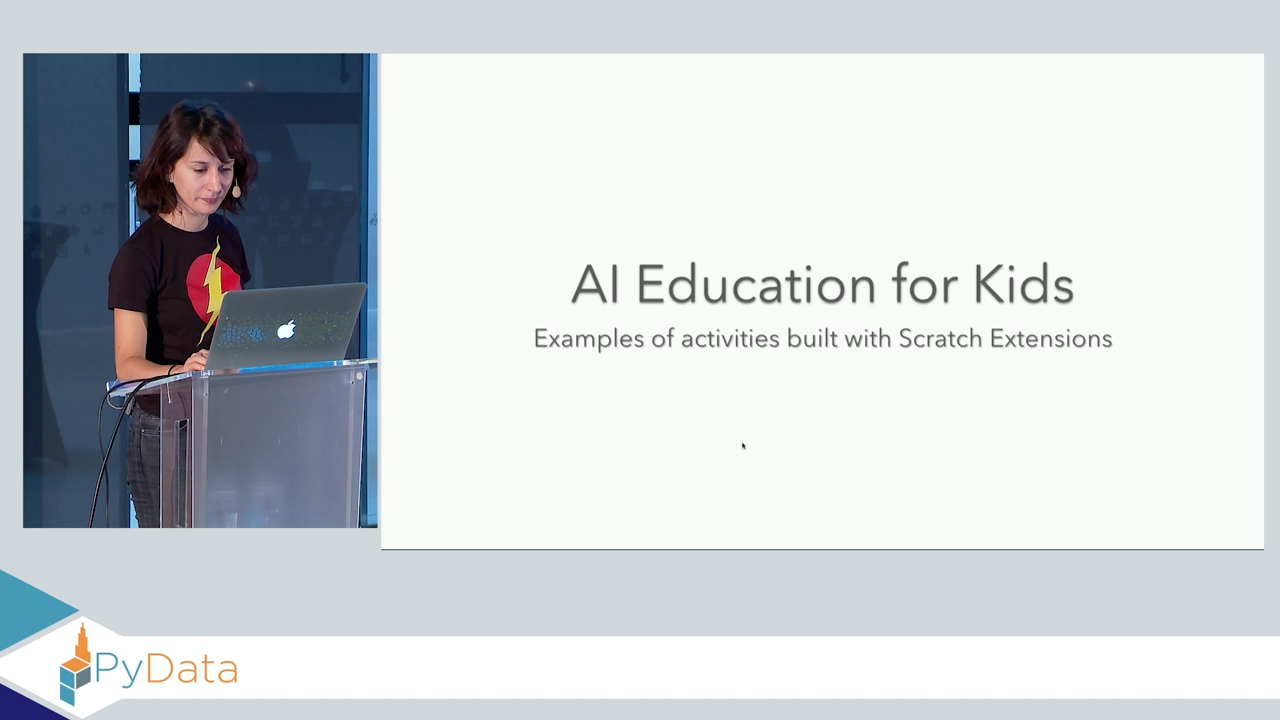 AI Education for Kids
Examples of activities built with Scratch Extensions
PyData